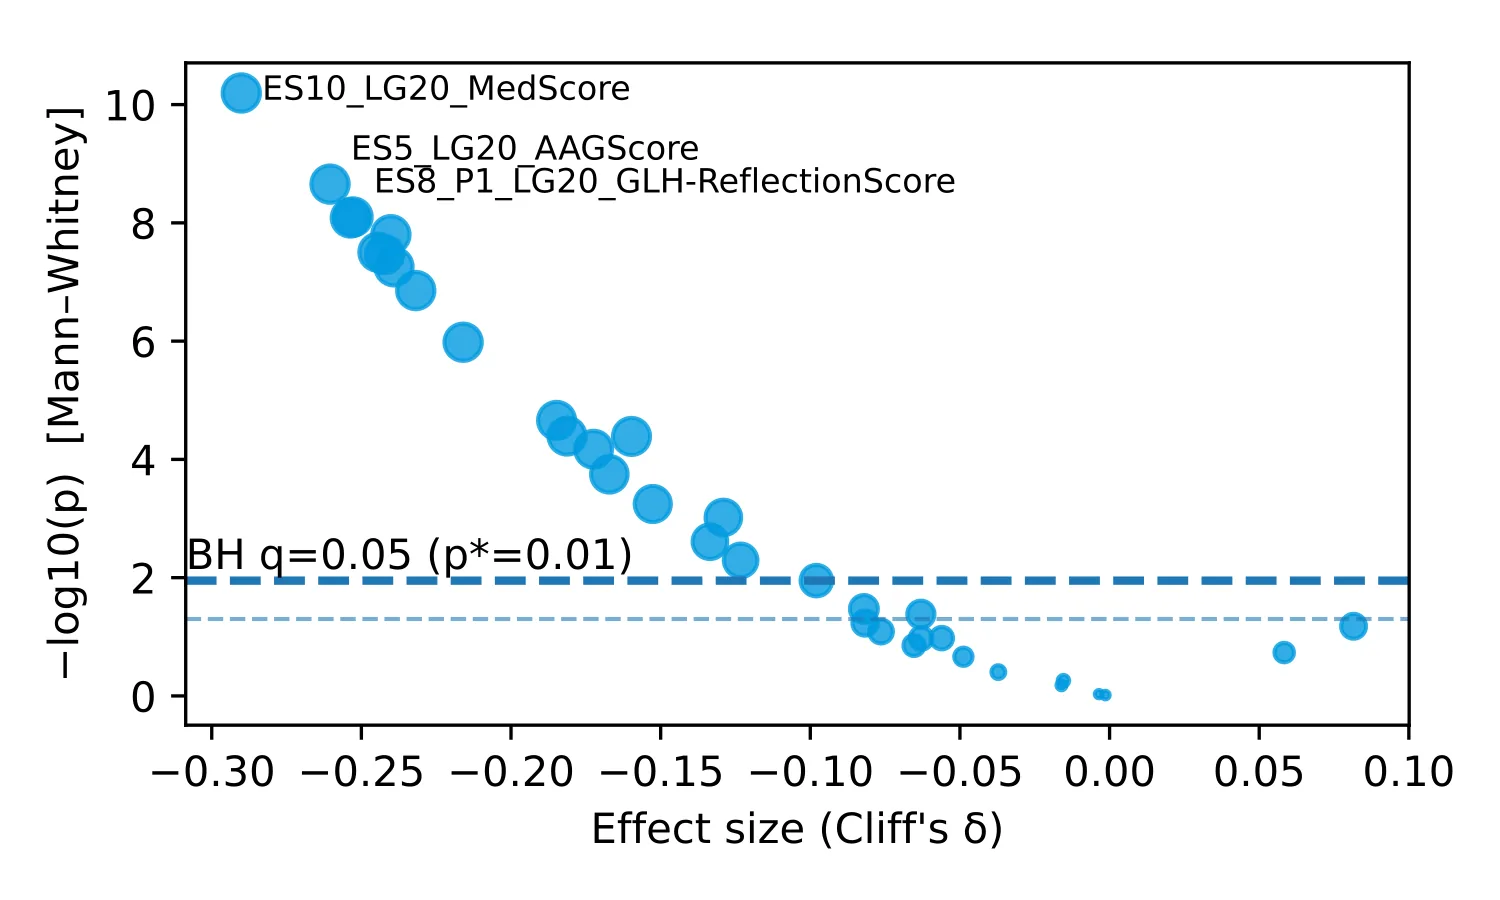 ES10_LG20_MedScore
ES5_LG20_AAGScore
ES8_P1_LG20_GLH-ReflectionScore
BH q=0.05 (p*=0.01)
−log10(p) [Mann–Whitney]
10
8
6
4
2
0
−0.30 −0.25 −0.20 −0.15 −0.10 −0.05 0.00 0.05 0.10
Effect size (Cliff's δ)